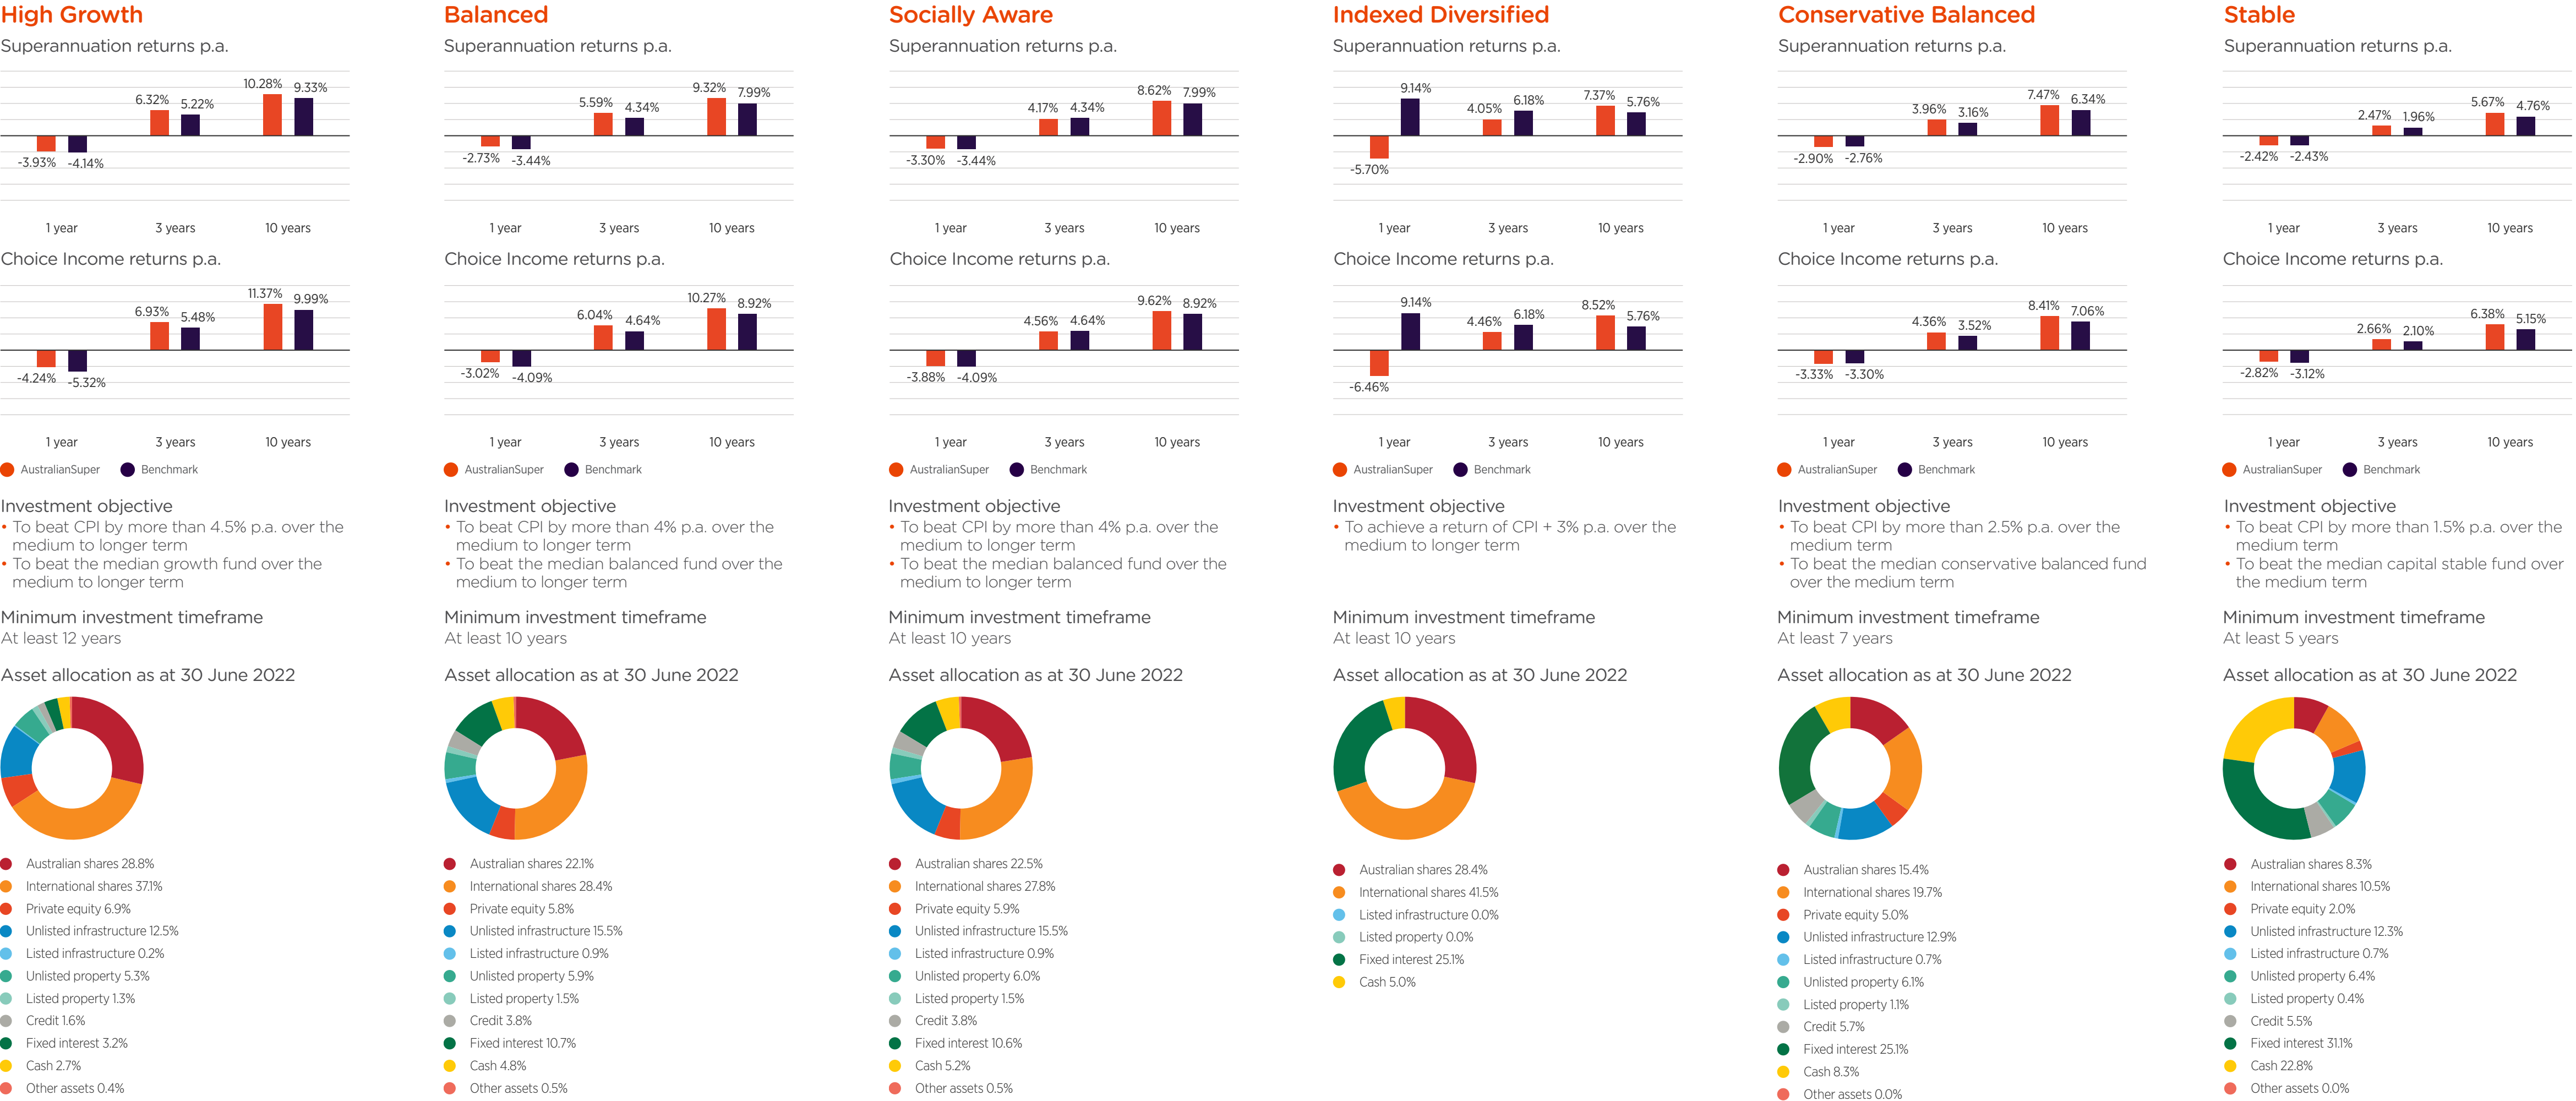 High Growth
Superannuation returns p.a.
10.28%
9.33%
6.32%
5.22%
-3.93%
-4.14%
1 year
3 years
10 years
Choice Income returns p.a.
11.37%
9.99%
6.93%
5.48%
-4.24%
-5.32%
1 year
3 years
10 years
AustralianSuper
Benchmark
Investment objective
• To beat CPI by more than 4.5% p.a. over the
medium to longer term
• To beat the median growth fund over the
medium to longer term
Minimum investment timeframe
At least 12 years
Asset allocation as at 30 June 2022
Australian shares 28.8%
International shares 37.1%
Private equity 6.9%
Unlisted infrastructure 12.5%
Listed infrastructure 0.2%
Unlisted property 5.3%
Listed property 1.3%
Credit 1.6%
Fixed interest 3.2%
Cash 2.7%
Other assets 0.4%
Balanced
Superannuation returns p.a.
9.32%
7.99%
5.59%
4.34%
-2.73%
-3.44%
1 year
3 years
10 years
Choice Income returns p.a.
10.27%
8.92%
6.04%
4.64%
-3.02%
-4.09%
1 year
3 years
10 years
AustralianSuper
Benchmark
Investment objective
• To beat CPI by more than 4% p.a. over the
medium to longer term
• To beat the median balanced fund over the
medium to longer term
Minimum investment timeframe
At least 10 years
Asset allocation as at 30 June 2022
Australian shares 22.1%
International shares 28.4%
Private equity 5.8%
Unlisted infrastructure 15.5%
Listed infrastructure 0.9%
Unlisted property 5.9%
Listed property 1.5%
Credit 3.8%
Fixed interest 10.7%
Cash 4.8%
Other assets 0.5%
Socially Aware
Superannuation returns p.a.
8.62%
7.99%
4.17%
4.34%
-3.30%
-3.44%
1 year
3 years
10 years
Choice Income returns p.a.
9.62%
8.92%
4.56%
4.64%
-3.88%
-4.09%
1 year
3 years
10 years
AustralianSuper
Benchmark
Investment objective
• To beat CPI by more than 4% p.a. over the
medium to longer term
• To beat the median balanced fund over the
medium to longer term
Minimum investment timeframe
At least 10 years
Asset allocation as at 30 June 2022
Australian shares 22.5%
International shares 27.8%
Private equity 5.9%
Unlisted infrastructure 15.5%
Listed infrastructure 0.9%
Unlisted property 6.0%
Listed property 1.5%
Credit 3.8%
Fixed interest 10.6%
Cash 5.2%
Other assets 0.5%
Indexed Diversified
Superannuation returns p.a.
9.14%
4.05%
6.18%
7.37%
5.76%
-5.70%
1 year
3 years
10 years
Choice Income returns p.a.
9.14%
4.46%
6.18%
8.52%
5.76%
-6.46%
1 year
3 years
10 years
AustralianSuper
Benchmark
Investment objective
• To achieve a return of CPI + 3% p.a. over the
medium to longer term
Minimum investment timeframe
At least 10 years
Asset allocation as at 30 June 2022
Australian shares 28.4%
International shares 41.5%
Listed infrastructure 0.0%
Listed property 0.0%
Fixed interest 25.1%
Cash 5.0%
Conservative Balanced
Superannuation returns p.a.
7.47%
6.34%
3.96%
3.16%
-2.90%
-2.76%
1 year
3 years
10 years
Choice Income returns p.a.
8.41%
7.06%
4.36%
3.52%
-3.33%
-3.30%
1 year
3 years
10 years
AustralianSuper
Benchmark
Investment objective
• To beat CPI by more than 2.5% p.a. over the
medium term
• To beat the median conservative balanced fund
over the medium term
Minimum investment timeframe
At least 7 years
Asset allocation as at 30 June 2022
Australian shares 15.4%
International shares 19.7%
Private equity 5.0%
Unlisted infrastructure 12.9%
Listed infrastructure 0.7%
Unlisted property 6.1%
Listed property 1.1%
Credit 5.7%
Fixed interest 25.1%
Cash 8.3%
Other assets 0.0%
Stable
Superannuation returns p.a.
5.67%
4.76%
2.47%
1.96%
-2.42%
-2.43%
1 year
3 years
10 years
Choice Income returns p.a.
6.38%
5.15%
2.66%
2.10%
-2.82%
-3.12%
1 year
3 years
10 years
AustralianSuper
Benchmark
Investment objective
• To beat CPI by more than 1.5% p.a. over the
medium term
• To beat the median capital stable fund over
the medium term
Minimum investment timeframe
At least 5 years
Asset allocation as at 30 June 2022
Australian shares 8.3%
International shares 10.5%
Private equity 2.0%
Unlisted infrastructure 12.3%
Listed infrastructure 0.7%
Unlisted property 6.4%
Listed property 0.4%
Credit 5.5%
Fixed interest 31.1%
Cash 22.8%
Other assets 0.0%